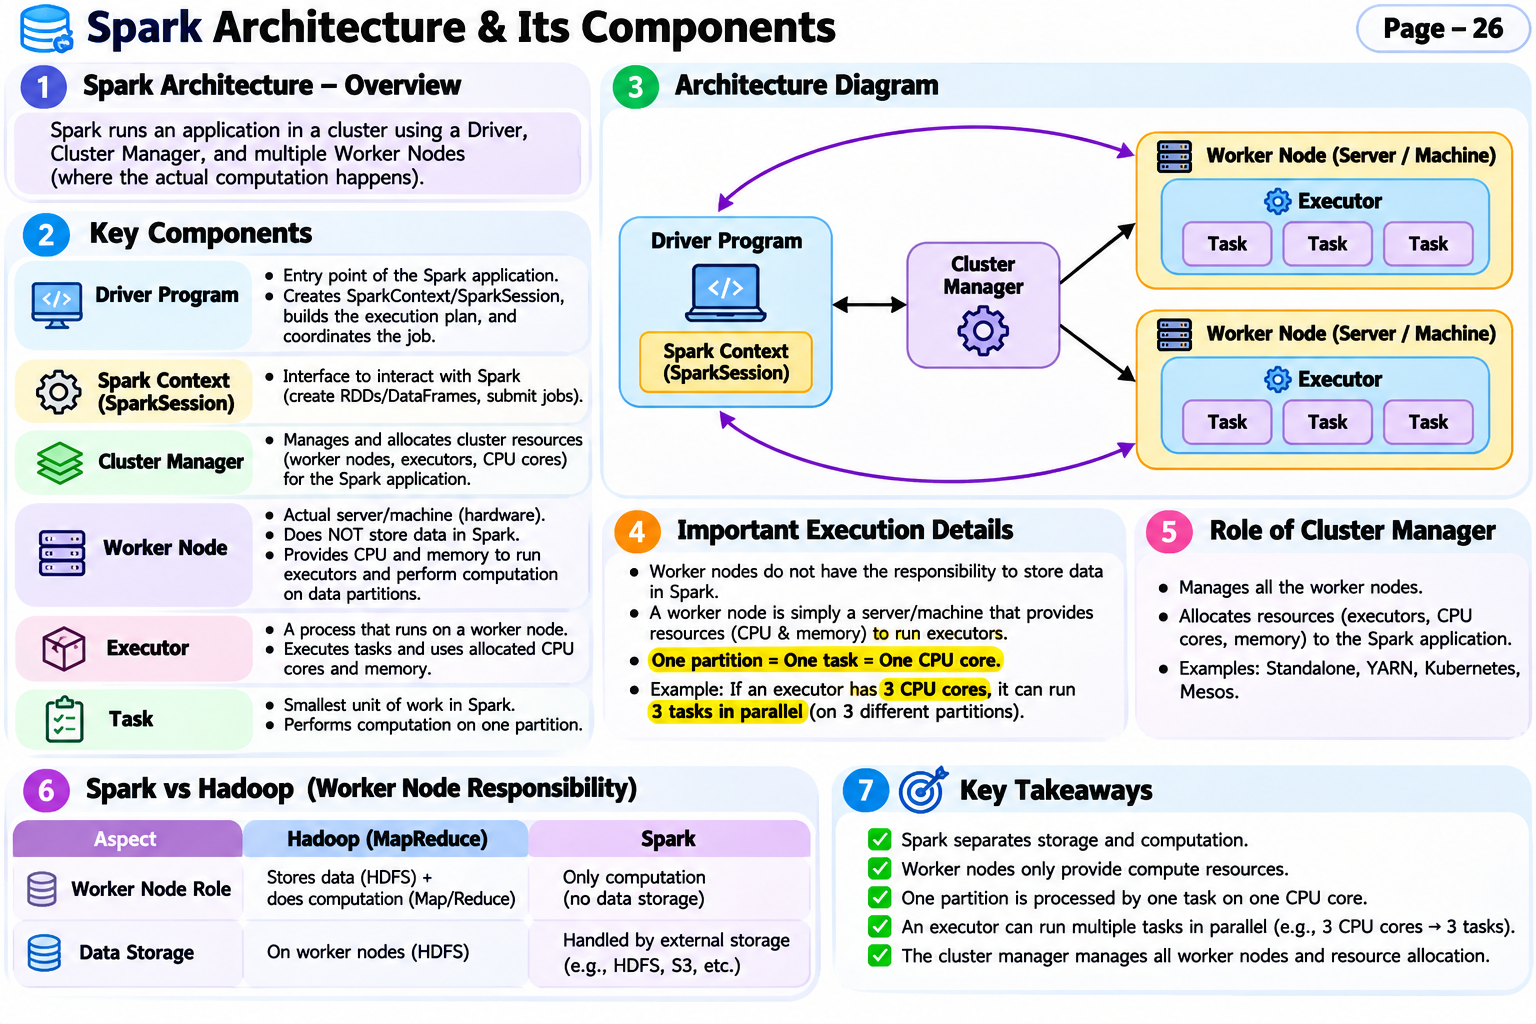 Spark Architecture & Its Components
Page – 26
1
Spark Architecture – Overview
Spark runs an application in a cluster using a Driver,
Cluster Manager, and multiple Worker Nodes
(where the actual computation happens).
2
Key Components
</>
Driver Program
• Entry point of the Spark application.
• Creates SparkContext/SparkSession,
builds the execution plan, and
coordinates the job.
Spark Context
(SparkSession)
• Interface to interact with Spark
(create RDDs/DataFrames, submit jobs).
Cluster Manager
• Manages and allocates cluster resources
(worker nodes, executors, CPU cores)
for the Spark application.
Worker Node
• Actual server/machine (hardware).
• Does NOT store data in Spark.
• Provides CPU and memory to run
executors and perform computation
on data partitions.
Executor
• A process that runs on a worker node.
• Executes tasks and uses allocated CPU
cores and memory.
Task
• Smallest unit of work in Spark.
• Performs computation on one partition.
3
Architecture Diagram
Driver Program
</>
Spark Context
(SparkSession)
Cluster
Manager
Worker Node (Server / Machine)
Executor
Task Task Task
Worker Node (Server / Machine)
Executor
Task Task Task
4
Important Execution Details
• Worker nodes do not have the responsibility to store data
in Spark.
• A worker node is simply a server/machine that provides
resources (CPU & memory) to run executors.
• One partition = One task = One CPU core.
• Example: If an executor has 3 CPU cores, it can run
3 tasks in parallel (on 3 different partitions).
5
Role of Cluster Manager
• Manages all the worker nodes.
• Allocates resources (executors, CPU
cores, memory) to the Spark application.
• Examples: Standalone, YARN, Kubernetes,
Mesos.
6
Spark vs Hadoop (Worker Node Responsibility)
Aspect Hadoop (MapReduce) Spark
Worker Node Role
Stores data (HDFS) +
does computation (Map/Reduce)
Only computation
(no data storage)
Data Storage
On worker nodes (HDFS)
Handled by external storage
(e.g., HDFS, S3, etc.)
7
Key Takeaways
Spark separates storage and computation.
Worker nodes only provide compute resources.
One partition is processed by one task on one CPU core.
An executor can run multiple tasks in parallel (e.g., 3 CPU cores → 3 tasks).
The cluster manager manages all worker nodes and resource allocation.